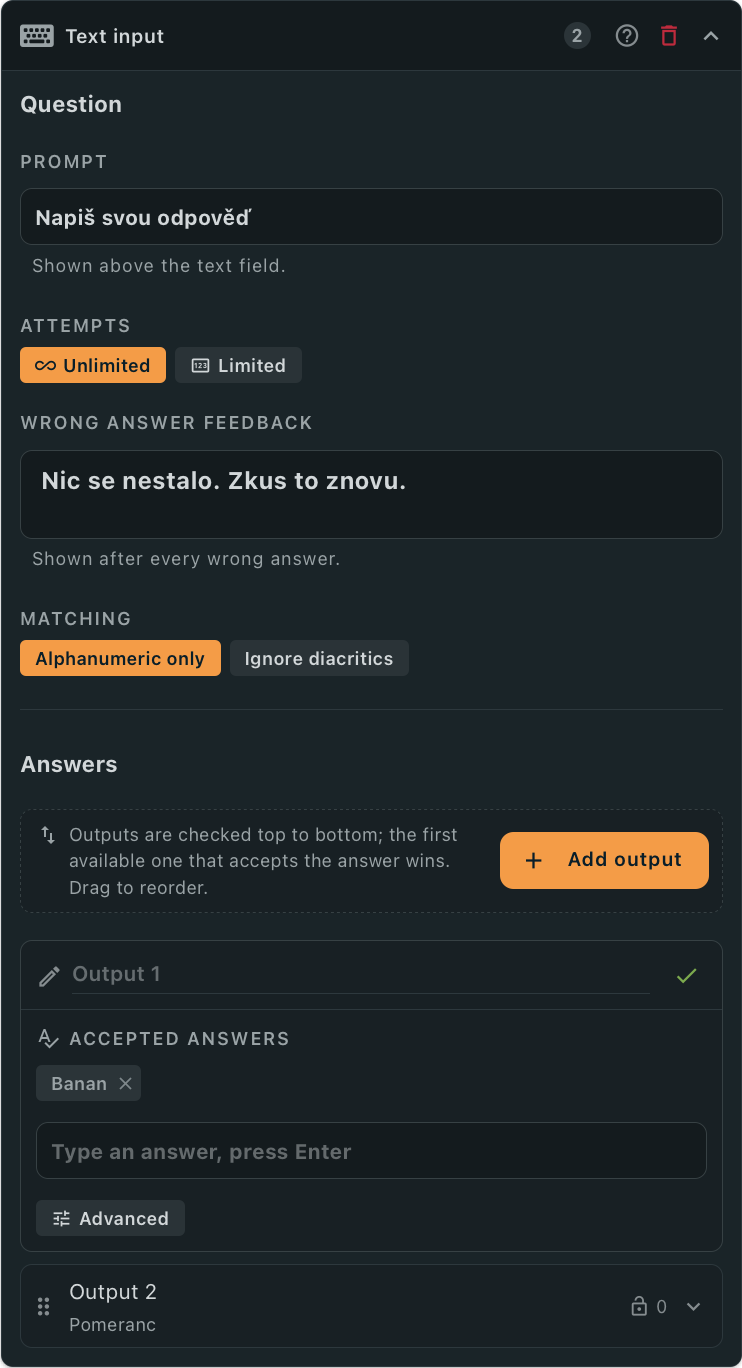 Text input
2
Question
PROMPT
Napiš svou odpověď
Shown above the text field.
ATTEMPTS
Unlimited
123 Limited
WRONG ANSWER FEEDBACK
Nic se nestalo. Zkus to znovu.
Shown after every wrong answer.
MATCHING
Alphanumeric only
Ignore diacritics
Answers
Outputs are checked top to bottom; the first
available one that accepts the answer wins.
Drag to reorder.
+ Add output
Output 1
ACCEPTED ANSWERS
Banan
Type an answer, press Enter
Advanced
Output 2
Pomeranc
0